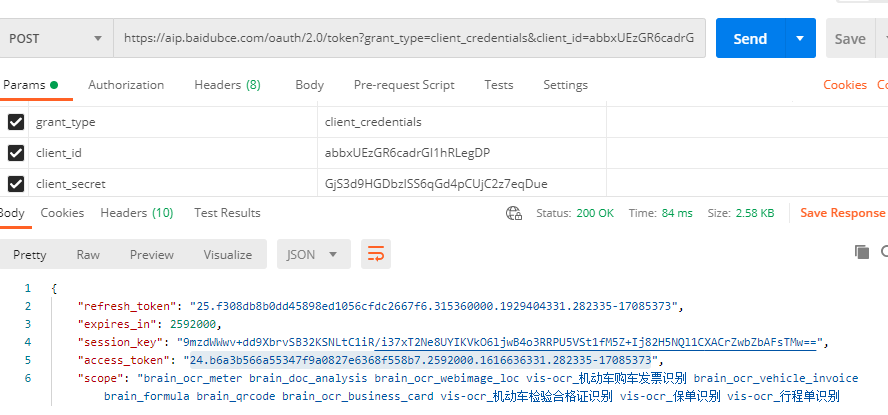 POST https://aip.baidubce.com/oauth/2.0/token?grant_type=client_credentials&client_id=abbxUEzGR6cadrG Send Save
Params Authorization Headers (8) Body Pre-request Script Tests Settings Cookies
grant_type client_credentials
client_id abbxUEzGR6cadrGI1hRLegDP
client_secret GjS3d9HGDbzlSS6qGd4pCUjC2z7eqDue
Body Cookies Headers (10) Test Results Status: 200 OK Time: 84 ms Size: 2.58 KB Save Response
Pretty Raw Preview Visualize JSON
1 {
2 "refresh_token": "25.f308db8b0dd45898ed1056cfdc2667f6.315360000.1929404331.282335-17085373",
3 "expires_in": 2592000,
4 "session_key": "9mzdWWwv+dd9XbrvSB32KSNLtC1iR/i37xT2Ne8UYIKVkO6ljwB4o3RRPU5VSt1fM5Z+Ij82H5NQl1CXACrZwbZbAFsTMw==",
5 "access_token": "24.b6a3b566a55347f9a0827e6368f558b7.2592000.1616636331.282335-17085373",
6 "scope": "brain_ocr_meter brain_doc_analysis brain_ocr_webimage_loc vis-ocr_机动车购车发票识别 brain_ocr_vehicle_invoice
brain_formula brain_qrcode brain_ocr_business_card vis-ocr_机动车检验合格证识别 vis-ocr_保单识别 vis-ocr_行程单识别